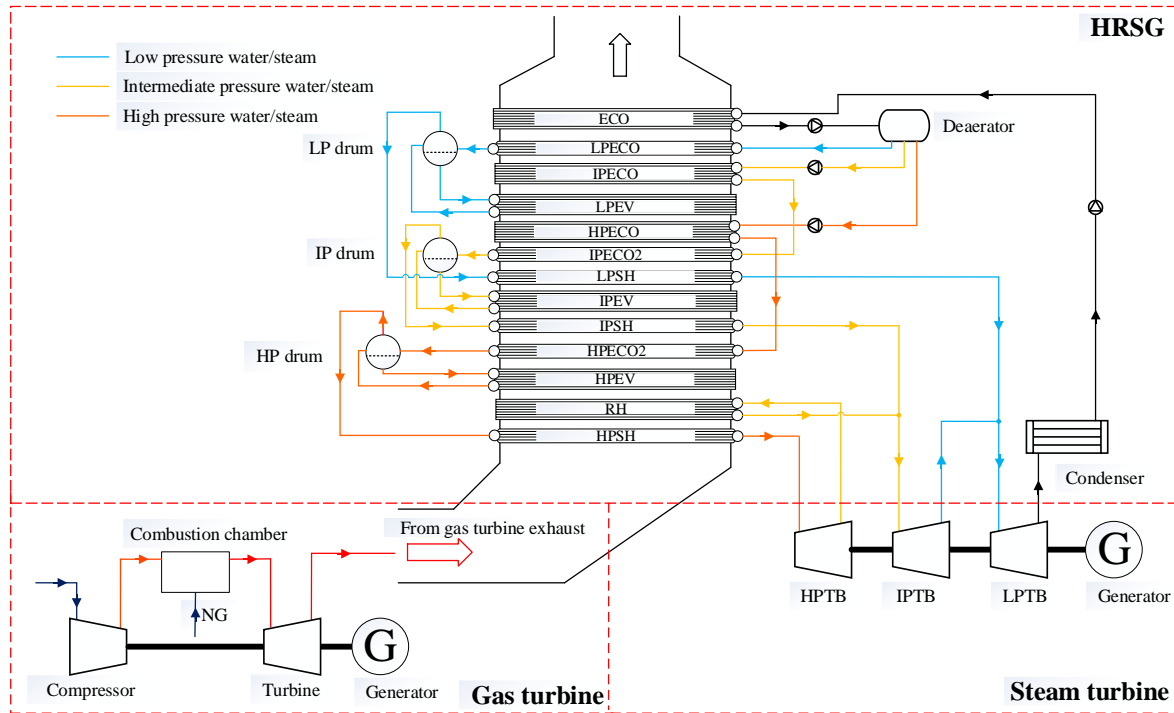 HRSG
Low pressure water/steam
Intermediate pressure water/steam
High pressure water/steam
ECO
Deaerator
LP drum
LPECO
IPECO
LPEV
HPECO
IP drum
IPECO2
LPSH
IPEV
IPSH
HP drum
HPECO2
HPEV
RH
HPSH
Condenser
From gas turbine exhaust
Combustion chamber
NG
G
Compressor
Turbine
Generator
Gas turbine
G
HPTB
IPTB
LPTB
Generator
Steam turbine